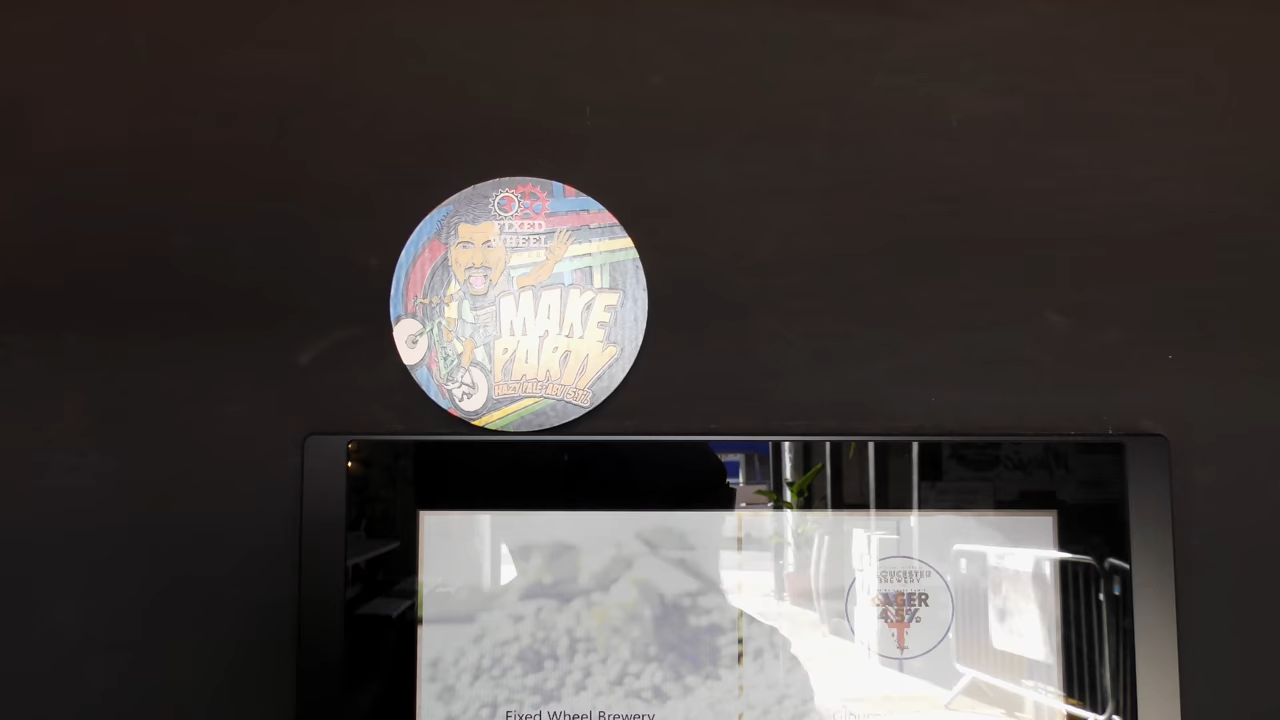 FIXED
WHEEL
MAKE
PARTY
HAZY PALE ABV 5.1%
GLOUCESTER
BREWERY
LAGER
4.5%
Fixed Wheel Brewery